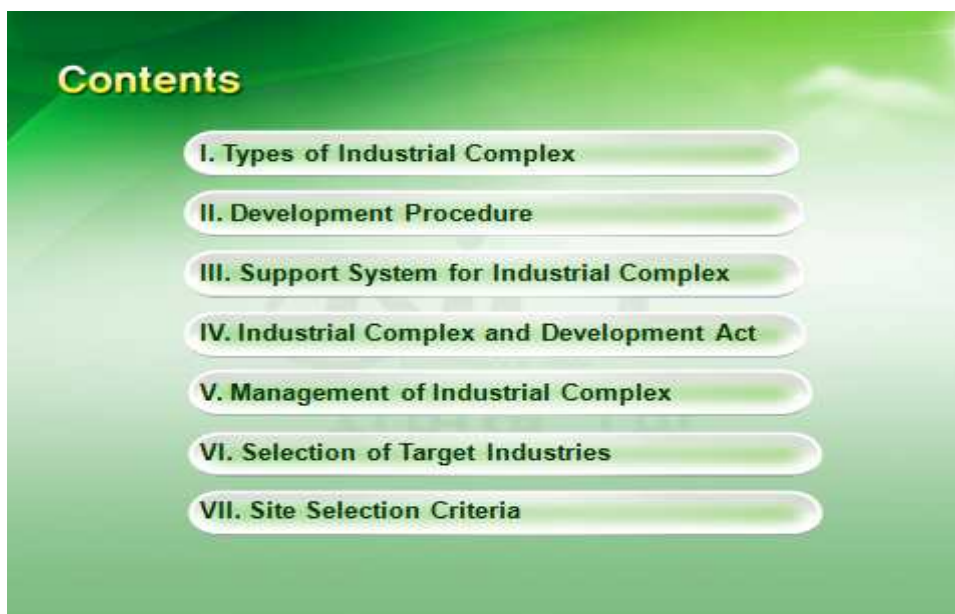 Contents
I. Types of Industrial Complex
II. Development Procedure
III. Support System for Industrial Complex
IV. Industrial Complex and Development Act
V. Management of Industrial Complex
VI. Selection of Target Industries
VII. Site Selection Criteria